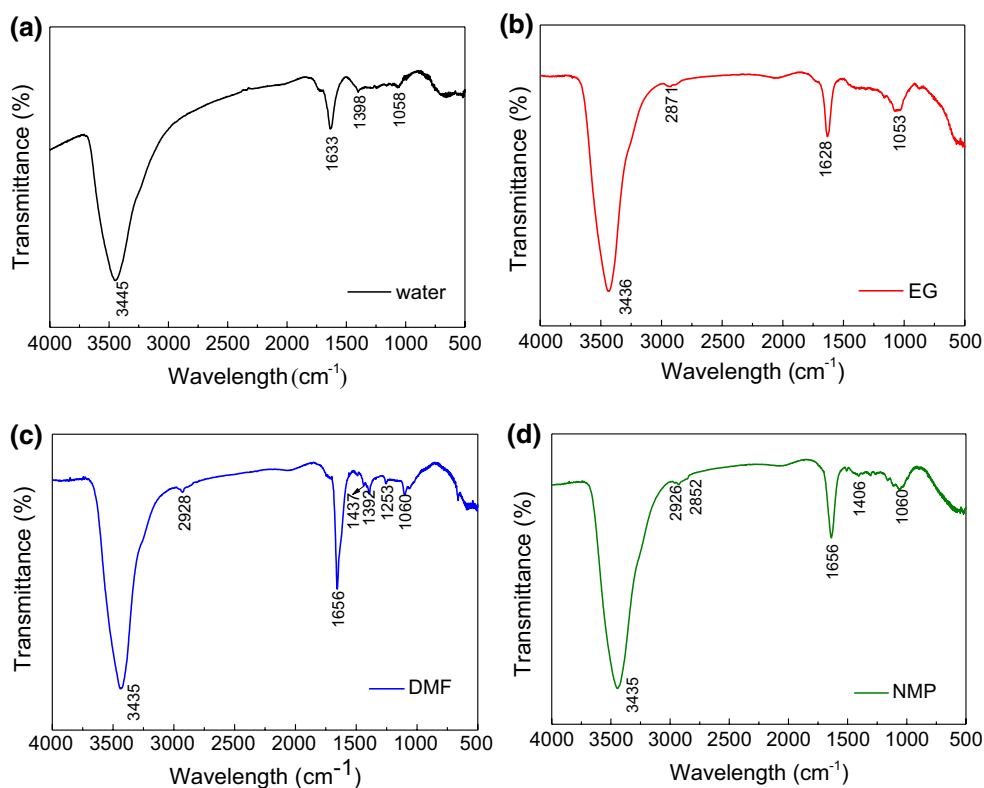 (a)
Transmittance (%)
3445
1633
1398
1058
water
4000 3500 3000 2500 2000 1500 1000 500
Wavelength (cm-1)
(b)
Transmittance (%)
3436
2871
1628
1053
EG
4000 3500 3000 2500 2000 1500 1000 500
Wavelength (cm-1)
(c)
Transmittance (%)
3435
2928
1656
1437
1392
1253
1060
DMF
4000 3500 3000 2500 2000 1500 1000 500
Wavelength (cm-1)
(d)
Transmittance (%)
3435
2926
2852
1656
1406
1060
NMP
4000 3500 3000 2500 2000 1500 1000 500
Wavelength (cm-1)